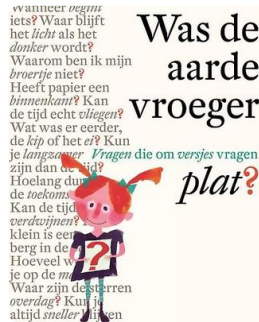 Wanneer begint
iets? Waar blijft
het licht als het
donker wordt?
Waarom ben ik mijn
broertje niet?
Heeft papier een
binnenkant? Kan
de tijd echt vliegen?
Wat was er eerder,
de kip of het ei? Kun
je langzamer
zijn dan de tijd?
Hoelang
de toekoms
Kan de tijd
verdwijnen?
klein is een
berg in de
Hoeveel w
je op de
Waar zijn de sterren
overdag? Kun je
altijd sneller
Was de
aarde
vroeger
Vragen die om versjes vragen
plat?
?